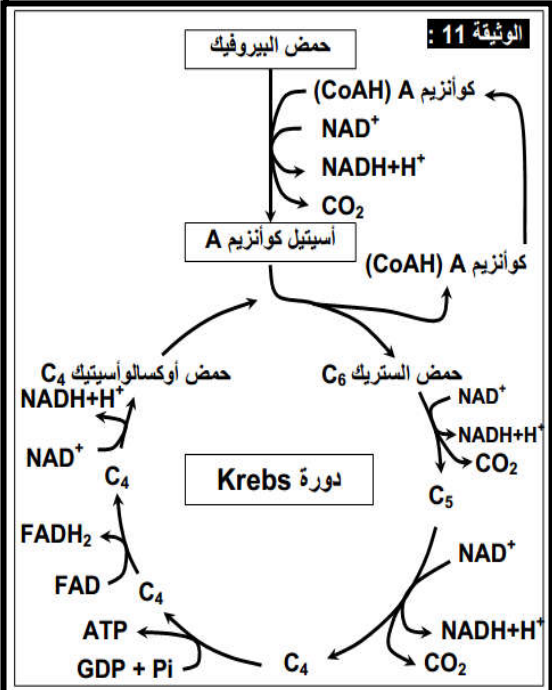 الوثيقة 11 :
حمض البيروفيك
كوأنزيم A (CoAH)
NAD⁺
NADH+H⁺
CO₂
أسيتيل كوأنزيم A
كوأنزيم A (CoAH)
حمض أوكسالوأسيتيك C₄
حمض الستريك C₆
NAD⁺
NADH+H⁺
CO₂
C₅
NAD⁺
NADH+H⁺
CO₂
C₄
GDP + Pi
ATP
C₄
FAD
FADH₂
C₄
NAD⁺
NADH+H⁺
دورة Krebs